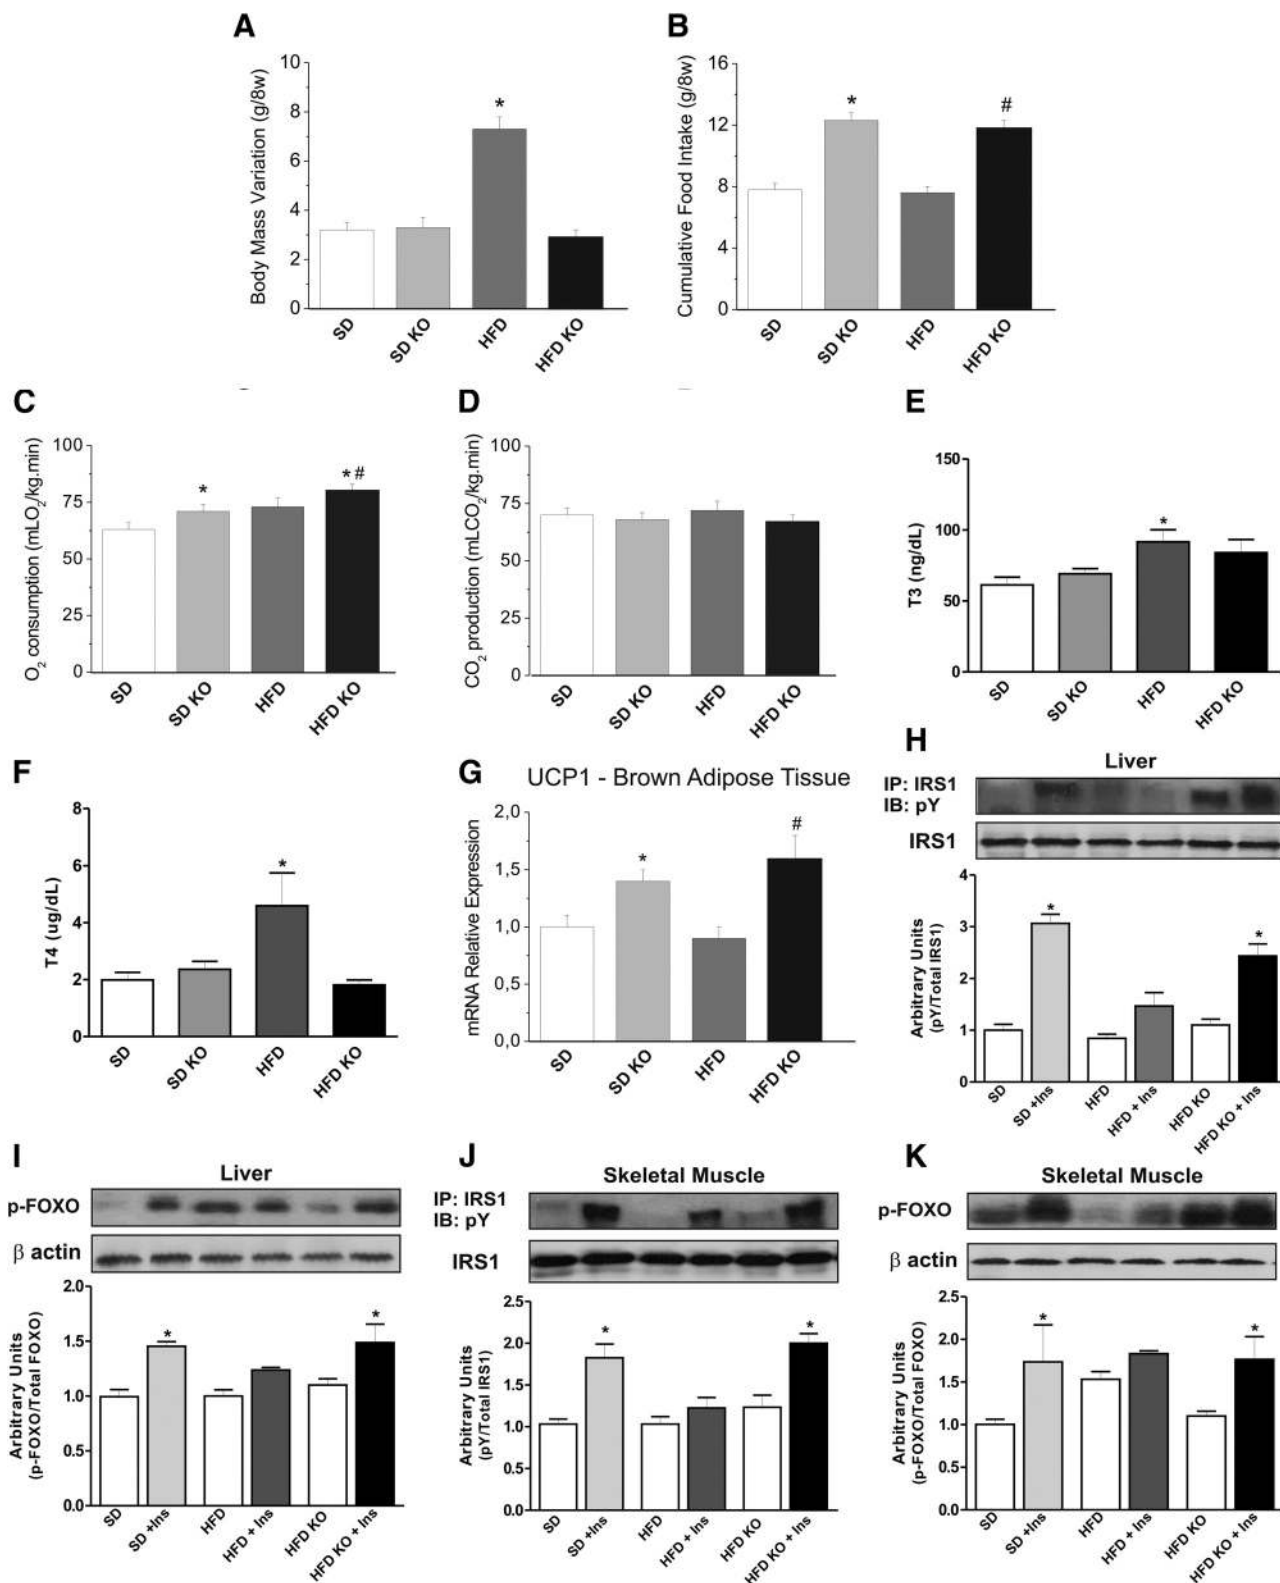 A
Body Mass Variation (g/8w)
10
8
6
4
2
0
*
SD
SD KO
HFD
HFD KO
B
Cumulative Food Intake (g/8w)
16
12
8
4
0
*
#
SD
SD KO
HFD
HFD KO
C
O2 consumption (mLO2/kg.min)
100
75
50
25
0
*
*#
SD
SD KO
HFD
HFD KO
D
CO2 production (mLCO2/kg.min)
100
75
50
25
0
SD
SD KO
HFD
HFD KO
E
T3 (ng/dL)
150
100
50
0
*
SD
SD KO
HFD
HFD KO
F
T4 (ug/dL)
8
6
4
2
0
*
SD
SD KO
HFD
HFD KO
G
UCP1 - Brown Adipose Tissue
mRNA Relative Expression
2,0
1,5
1,0
0,5
0,0
*
#
SD
SD KO
HFD
HFD KO
H
Liver
IP: IRS1
IB: pY
IRS1
Arbitrary Units
(pY/Total IRS1)
4
3
2
1
0
*
*
SD
SD +Ins
HFD
HFD + Ins
HFD KO
HFD KO + Ins
I
Liver
p-FOXO
β actin
Arbitrary Units
(p-FOXO/Total FOXO)
2.0
1.5
1.0
0.5
0.0
*
*
SD
SD +Ins
HFD
HFD + Ins
HFD KO
HFD KO + Ins
J
Skeletal Muscle
IP: IRS1
IB: pY
IRS1
Arbitrary Units
(pY/Total IRS1)
2.5
2.0
1.5
1.0
0.5
0.0
*
*
SD
SD +Ins
HFD
HFD + Ins
HFD KO
HFD KO + Ins
K
Skeletal Muscle
p-FOXO
β actin
Arbitrary Units
(p-FOXO/Total FOXO)
2.5
2.0
1.5
1.0
0.5
0.0
*
*
SD
SD +Ins
HFD
HFD + Ins
HFD KO
HFD KO + Ins